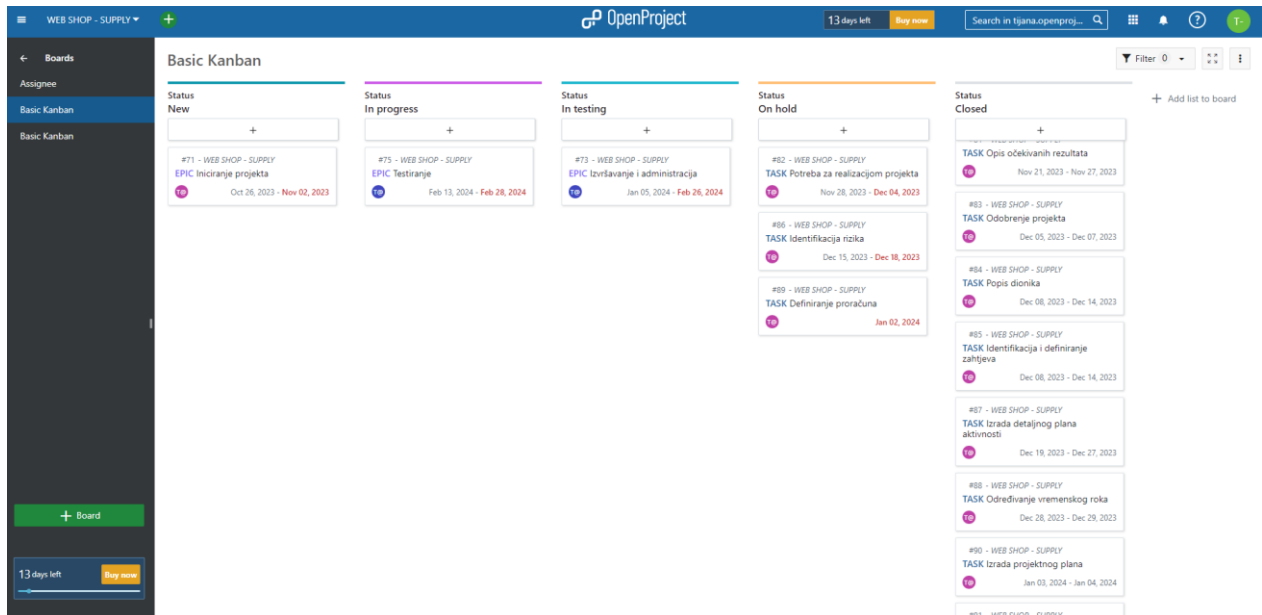 WEB SHOP - SUPPLY
OpenProject
13 days left
Buy now
Search in tijana.openproj...
?
T-
Boards
Assignee
Basic Kanban
Basic Kanban
+ Board
13 days left
Buy now
Basic Kanban
Filter 0
+ Add list to board
Status
New
+
#71 - WEB SHOP - SUPPLY
EPIC Iniciranje projekta
T@
Oct 26, 2023 - Nov 02, 2023
Status
In progress
+
#75 - WEB SHOP - SUPPLY
EPIC Testiranje
T@
Feb 13, 2024 - Feb 28, 2024
Status
In testing
+
#73 - WEB SHOP - SUPPLY
EPIC Izvršavanje i administracija
T@
Jan 05, 2024 - Feb 26, 2024
Status
On hold
+
#82 - WEB SHOP - SUPPLY
TASK Potreba za realizacijom projekta
T@
Nov 28, 2023 - Dec 04, 2023
#86 - WEB SHOP - SUPPLY
TASK Identifikacija rizika
T@
Dec 15, 2023 - Dec 18, 2023
#89 - WEB SHOP - SUPPLY
TASK Definiranje proračuna
T@
Jan 02, 2024
Status
Closed
+
TASK Opis očekivanih rezultata
T@
Nov 21, 2023 - Nov 27, 2023
#83 - WEB SHOP - SUPPLY
TASK Odobrenje projekta
T@
Dec 05, 2023 - Dec 07, 2023
#84 - WEB SHOP - SUPPLY
TASK Popis dionika
T@
Dec 08, 2023 - Dec 14, 2023
#85 - WEB SHOP - SUPPLY
TASK Identifikacija i definiranje
zahtjeva
T@
Dec 08, 2023 - Dec 14, 2023
#87 - WEB SHOP - SUPPLY
TASK Izrada detaljnog plana
aktivnosti
T@
Dec 19, 2023 - Dec 27, 2023
#88 - WEB SHOP - SUPPLY
TASK Određivanje vremenskog roka
T@
Dec 28, 2023 - Dec 29, 2023
#90 - WEB SHOP - SUPPLY
TASK Izrada projektnog plana
T@
Jan 03, 2024 - Jan 04, 2024